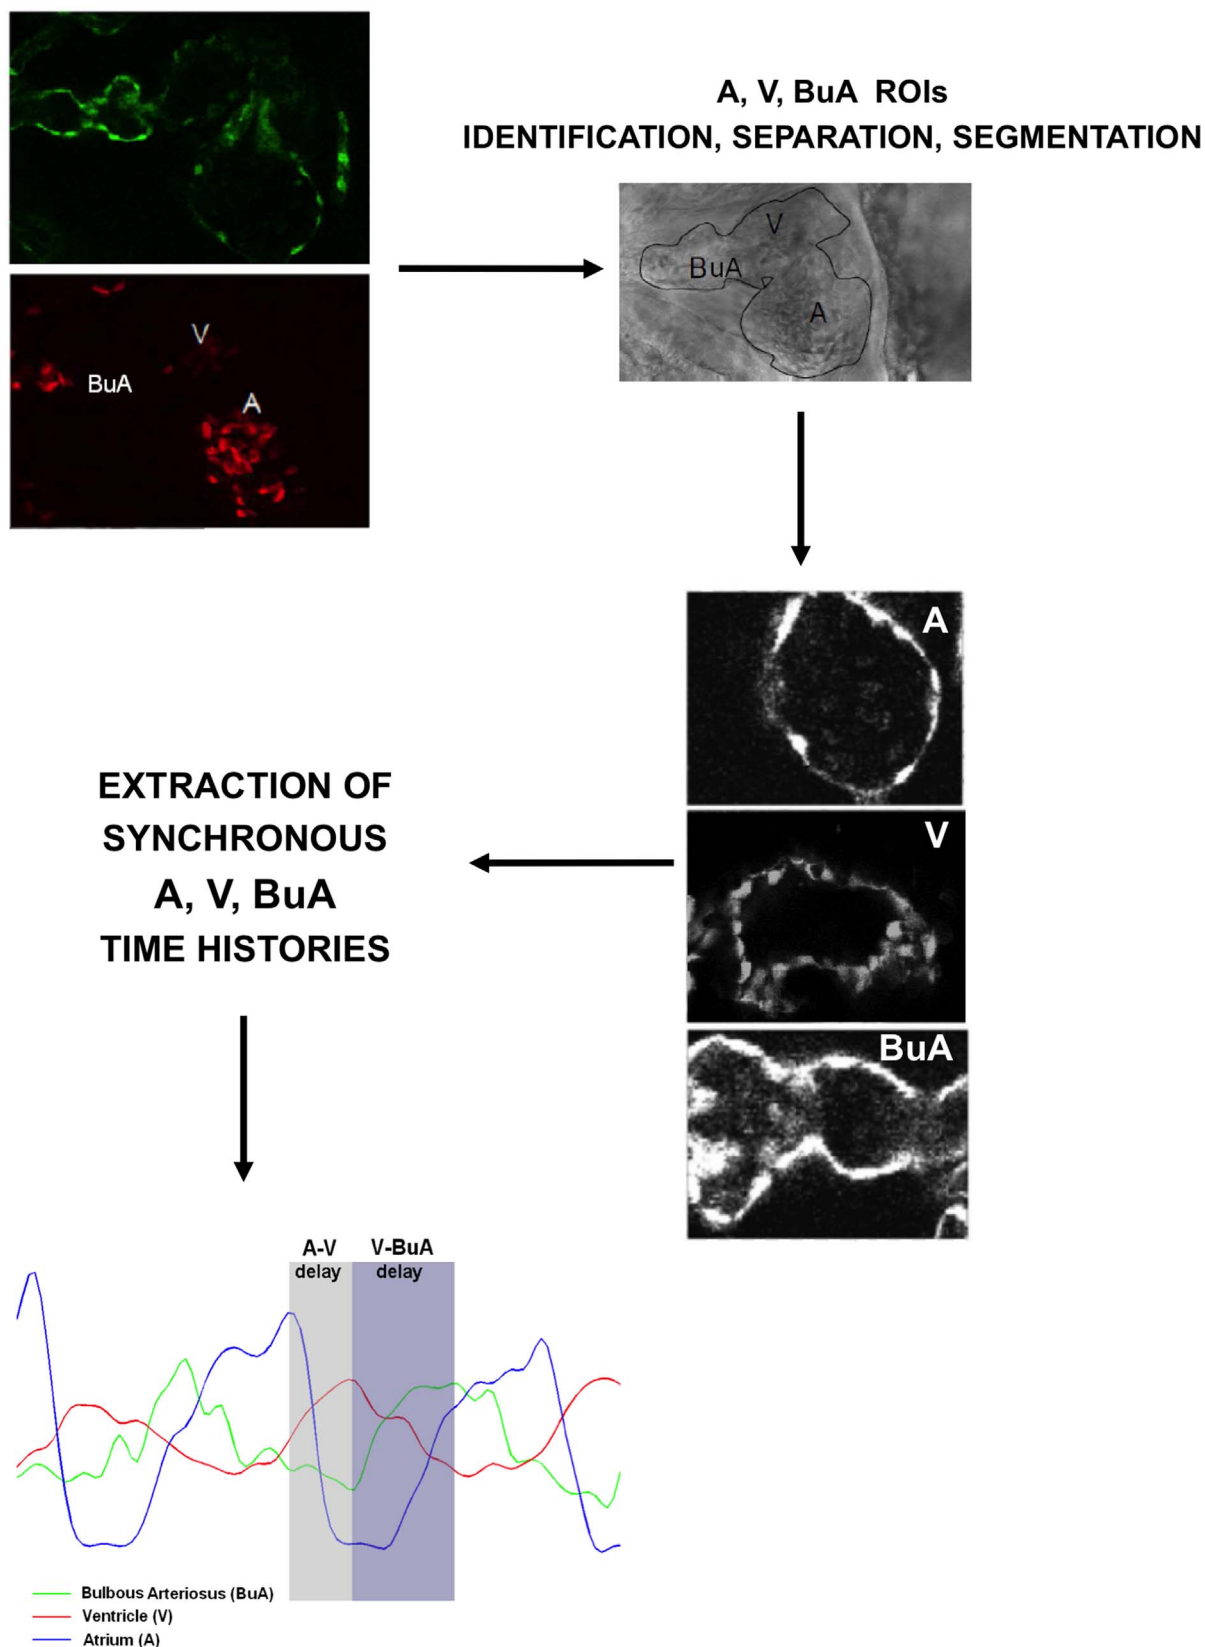 A, V, BuA ROIs
IDENTIFICATION, SEPARATION, SEGMENTATION
V
BuA
A
V
BuA
A
A
V
BuA
EXTRACTION OF
SYNCHRONOUS
A, V, BuA
TIME HISTORIES
A-V
delay
V-BuA
delay
Bulbous Arteriosus (BuA)
Ventricle (V)
Atrium (A)